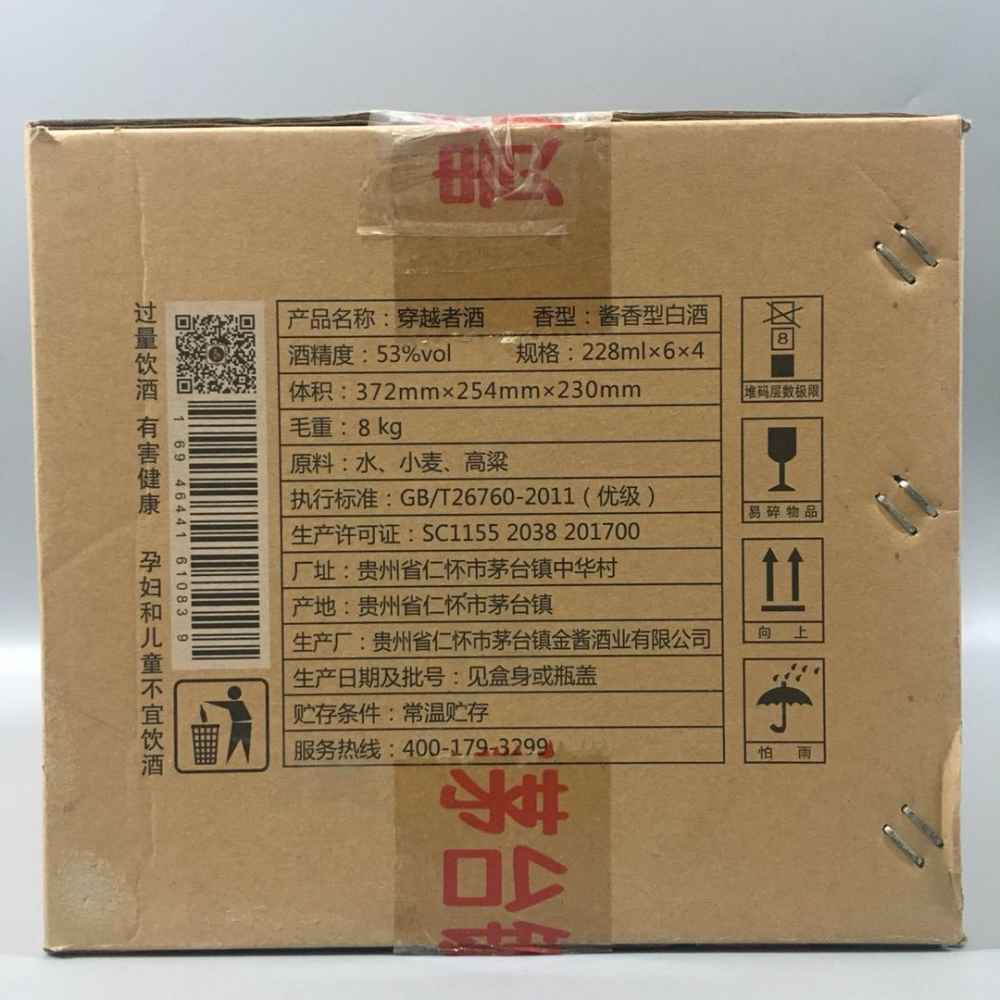 过量饮酒 有害健康 孕妇和儿童不宜饮酒
1 69 46441 61083 9
产品名称：穿越者酒 香型：酱香型白酒
酒精度：53%vol 规格：228ml×6×4
体积：372mm×254mm×230mm
毛重：8 kg
原料：水、小麦、高粱
执行标准：GB/T26760-2011（优级）
生产许可证：SC1155 2038 201700
厂址：贵州省仁怀市茅台镇中华村
产地：贵州省仁怀市茅台镇
生产厂：贵州省仁怀市茅台镇金酱酒业有限公司
生产日期及批号：见盒身或瓶盖
贮存条件：常温贮存
服务热线：400-179-3299
8
堆码层数极限
易碎物品
向上
怕雨
茅台镇